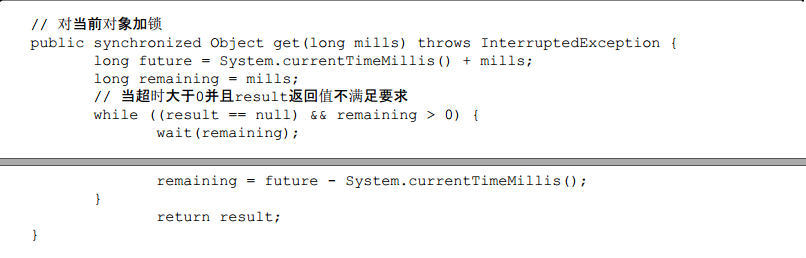 // 对当前对象加锁
public synchronized Object get(long mills) throws InterruptedException {
long future = System.currentTimeMillis() + mills;
long remaining = mills;
// 当超时大于0并且result返回值不满足要求
while ((result == null) && remaining > 0) {
wait(remaining);
remaining = future - System.currentTimeMillis();
}
return result;
}